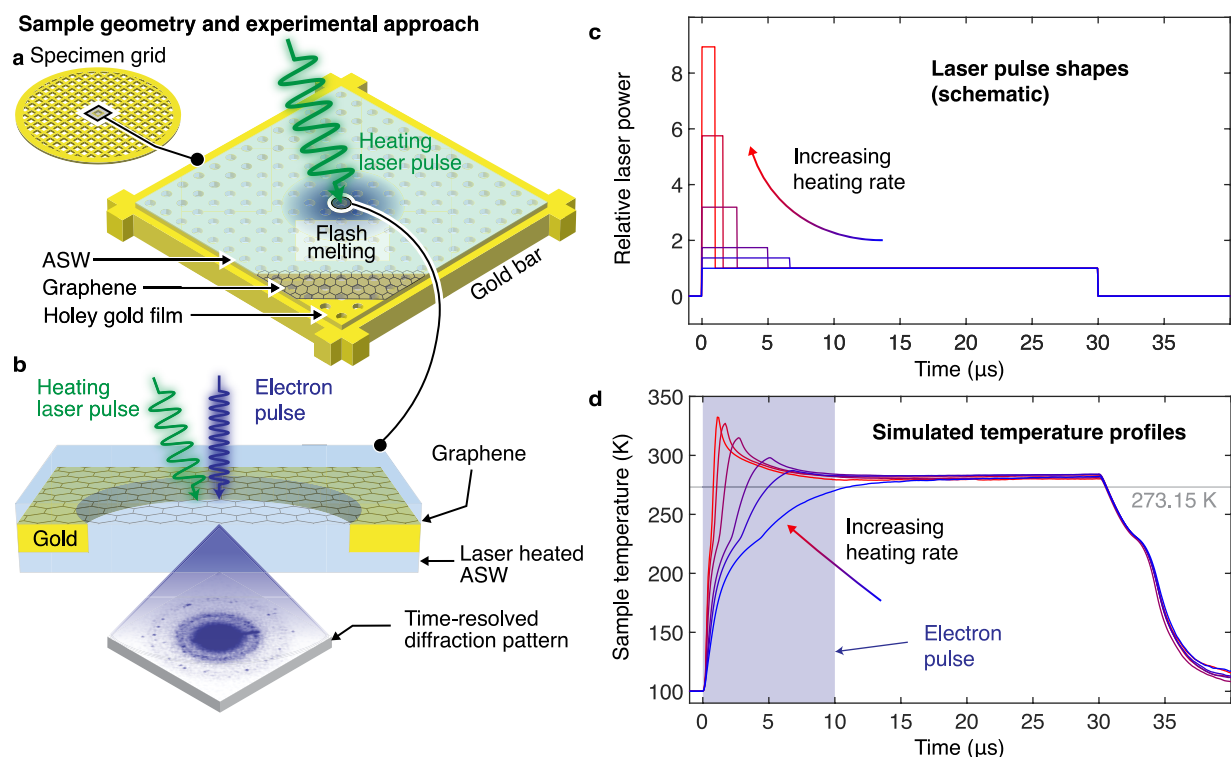 Sample geometry and experimental approach
a Specimen grid
Heating
laser pulse
Flash
melting
ASW
Graphene
Holey gold film
Gold bar
b
Heating
laser pulse
Electron
pulse
Graphene
Gold
Laser heated
ASW
Time-resolved
diffraction pattern
c
Laser pulse shapes
(schematic)
Increasing
heating rate
Relative laser power
8
6
4
2
0
0 5 10 15 20 25 30 35
Time (µs)
d
Simulated temperature profiles
273.15 K
Increasing
heating rate
Electron
pulse
Sample temperature (K)
350
300
250
200
150
100
0 5 10 15 20 25 30 35
Time (µs)